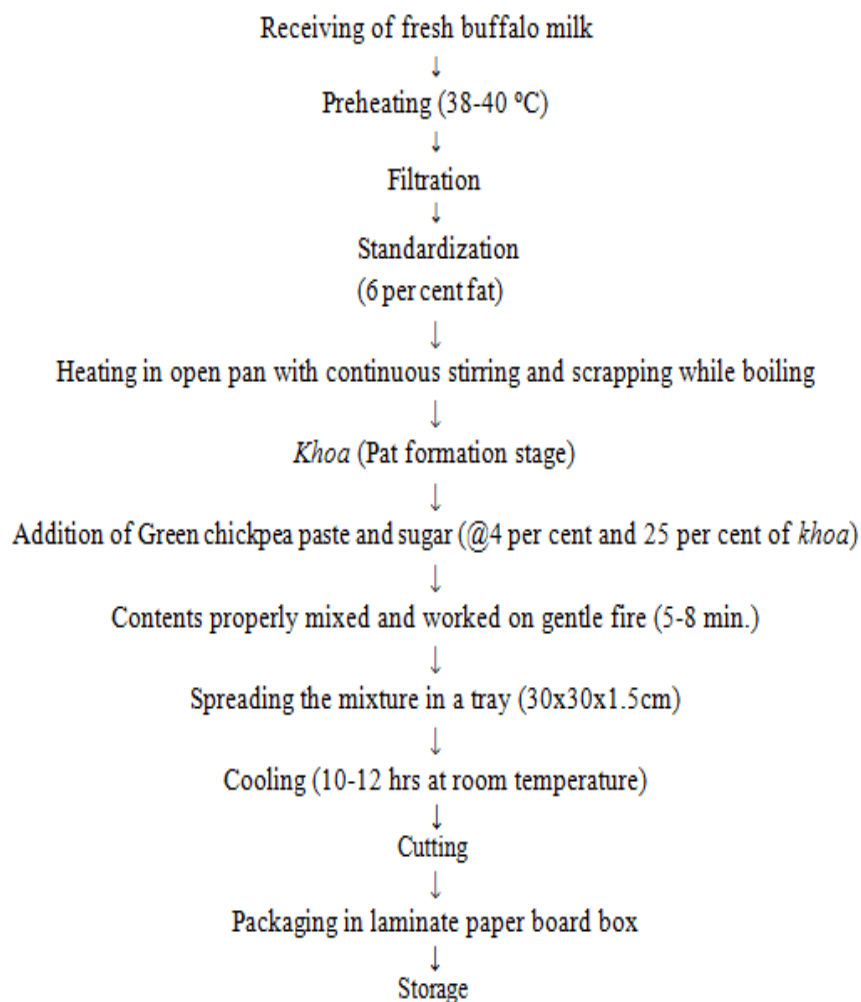 Receiving of fresh buffalo milk
↓
Preheating (38-40 ⁰C)
↓
Filtration
↓
Standardization
(6 per cent fat)
↓
Heating in open pan with continuous stirring and scrapping while boiling
↓
Khoa (Pat formation stage)
↓
Addition of Green chickpea paste and sugar (@4 per cent and 25 per cent of khoa)
↓
Contents properly mixed and worked on gentle fire (5-8 min.)
↓
Spreading the mixture in a tray (30x30x1.5cm)
↓
Cooling (10-12 hrs at room temperature)
↓
Cutting
↓
Packaging in laminate paper board box
↓
Storage